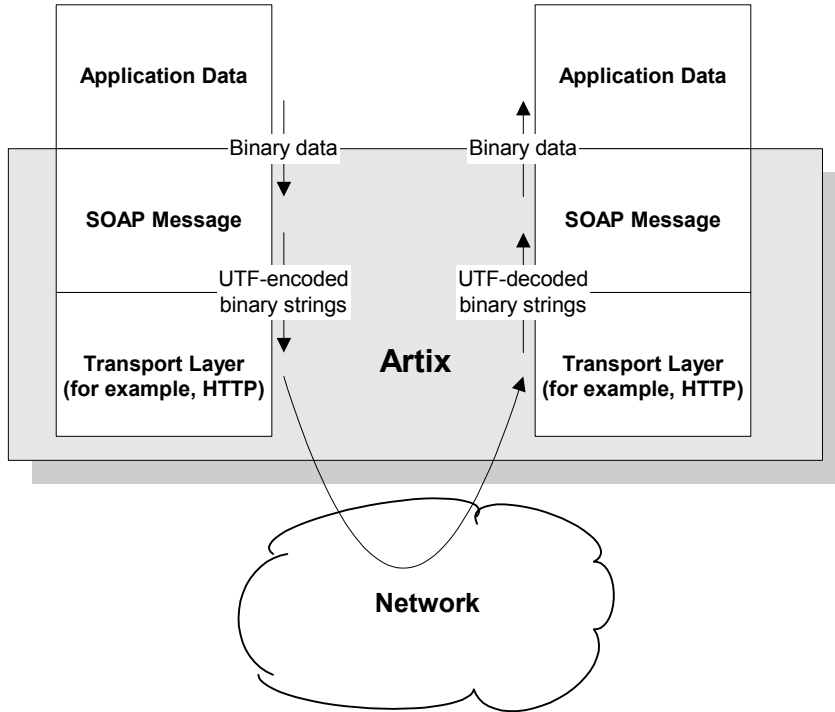 Application Data
Application Data
Binary data
Binary data
SOAP Message
SOAP Message
UTF-encoded
binary strings
UTF-decoded
binary strings
Artix
Transport Layer
(for example, HTTP)
Transport Layer
(for example, HTTP)
Network